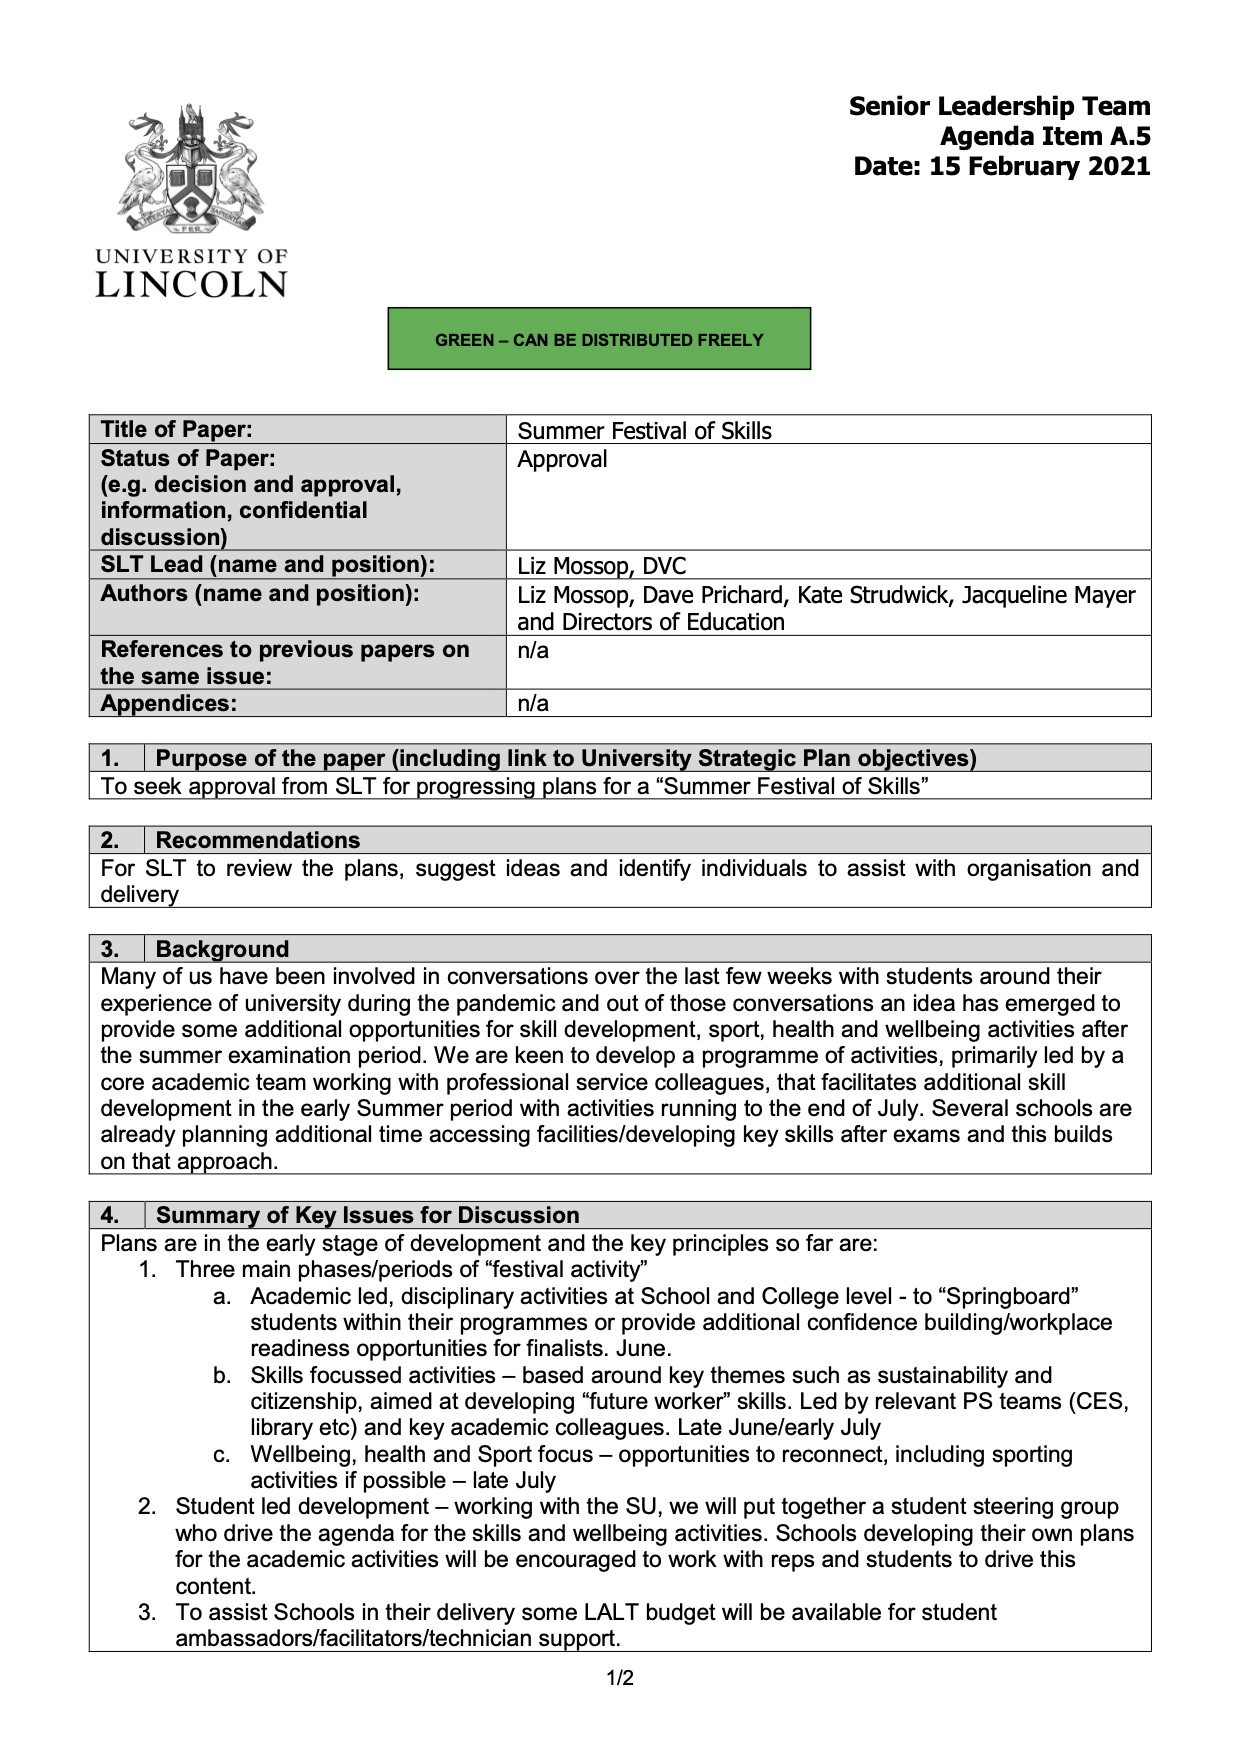 Senior Leadership Team
Agenda Item A.5
Date: 15 February 2021
UNIVERSITY OF
LINCOLN
GREEN – CAN BE DISTRIBUTED FREELY
Title of Paper: Summer Festival of Skills
Status of Paper: Approval
(e.g. decision and approval,
information, confidential
discussion)
SLT Lead (name and position): Liz Mossop, DVC
Authors (name and position): Liz Mossop, Dave Prichard, Kate Strudwick, Jacqueline Mayer
and Directors of Education
References to previous papers on n/a
the same issue:
Appendices: n/a
1. Purpose of the paper (including link to University Strategic Plan objectives)
To seek approval from SLT for progressing plans for a “Summer Festival of Skills”
2. Recommendations
For SLT to review the plans, suggest ideas and identify individuals to assist with organisation and
delivery
3. Background
Many of us have been involved in conversations over the last few weeks with students around their
experience of university during the pandemic and out of those conversations an idea has emerged to
provide some additional opportunities for skill development, sport, health and wellbeing activities after
the summer examination period. We are keen to develop a programme of activities, primarily led by a
core academic team working with professional service colleagues, that facilitates additional skill
development in the early Summer period with activities running to the end of July. Several schools are
already planning additional time accessing facilities/developing key skills after exams and this builds
on that approach.
4. Summary of Key Issues for Discussion
Plans are in the early stage of development and the key principles so far are:
1. Three main phases/periods of “festival activity”
a. Academic led, disciplinary activities at School and College level - to “Springboard”
students within their programmes or provide additional confidence building/workplace
readiness opportunities for finalists. June.
b. Skills focussed activities – based around key themes such as sustainability and
citizenship, aimed at developing “future worker” skills. Led by relevant PS teams (CES,
library etc) and key academic colleagues. Late June/early July
c. Wellbeing, health and Sport focus – opportunities to reconnect, including sporting
activities if possible – late July
2. Student led development – working with the SU, we will put together a student steering group
who drive the agenda for the skills and wellbeing activities. Schools developing their own plans
for the academic activities will be encouraged to work with reps and students to drive this
content.
3. To assist Schools in their delivery some LALT budget will be available for student
ambassadors/facilitators/technician support.
1/2